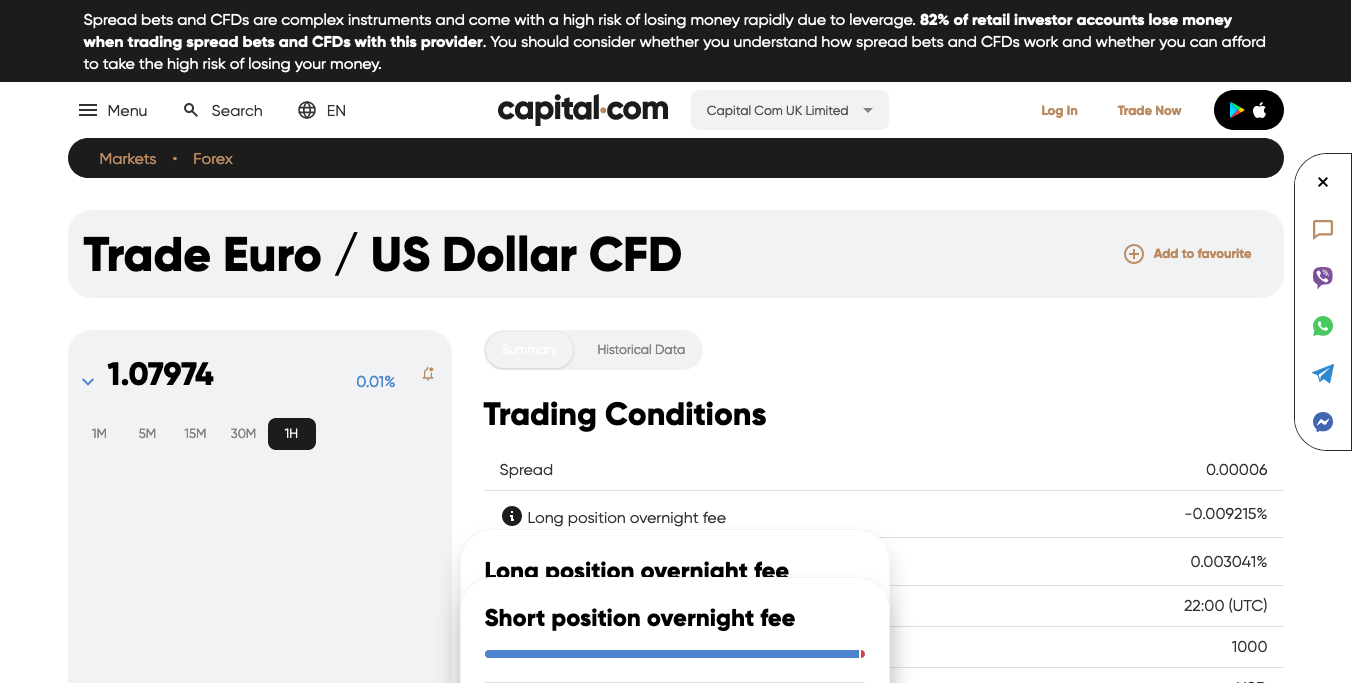 Spread bets and CFDs are complex instruments and come with a high risk of losing money rapidly due to leverage. 82% of retail investor accounts lose money
when trading spread bets and CFDs with this provider. You should consider whether you understand how spread bets and CFDs work and whether you can afford
to take the high risk of losing your money.
Menu Search EN capital.com Capital Com UK Limited Log In Trade Now
Markets • Forex
Trade Euro / US Dollar CFD Add to favourite
1.07974 0.01%
1M 5M 15M 30M 1H
Summary Historical Data
Trading Conditions
Spread 0.00006
Long position overnight fee -0.009215%
Long position overnight fee 0.003041%
Short position overnight fee 22:00 (UTC)
1000